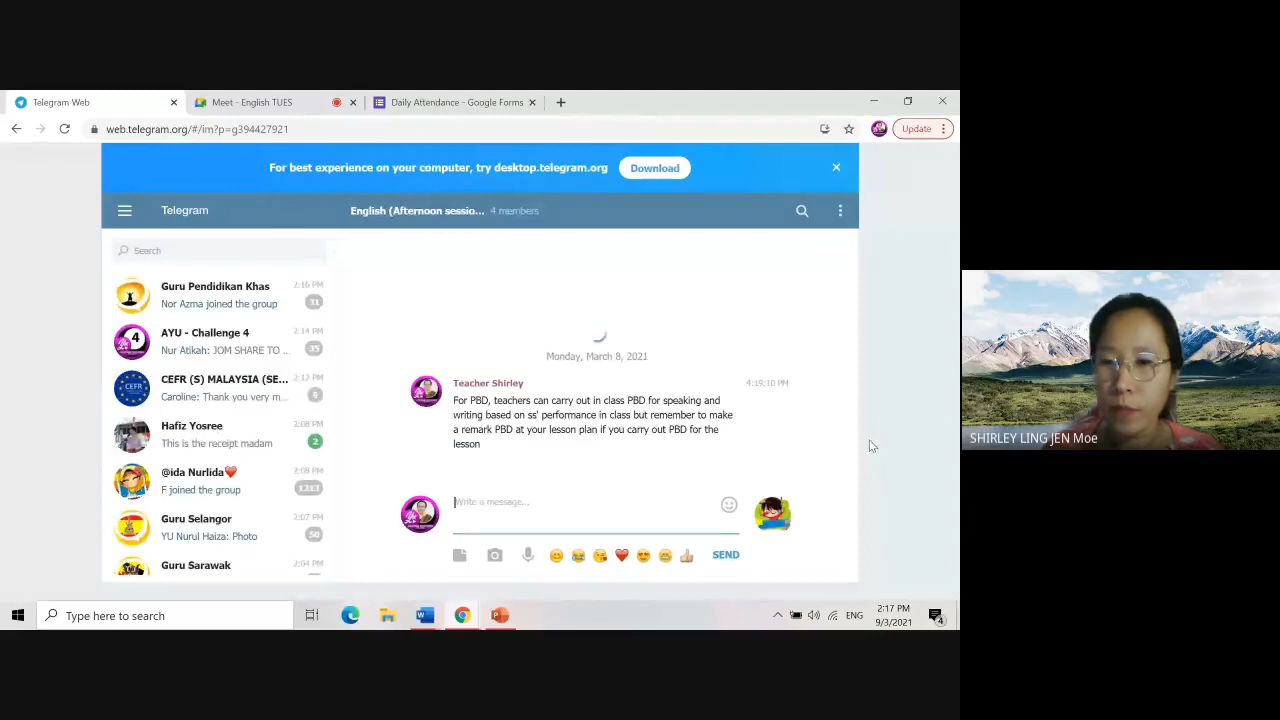 Telegram Web
Meet - English TUES
Daily Attendance - Google Forms
web.telegram.org/#/im?p=g394427921
Update
For best experience on your computer, try desktop.telegram.org
Download
Telegram
English (Afternoon sessio... 4 members
Search
Guru Pendidikan Khas 2:16 PM
Nor Azma joined the group 31
AYU - Challenge 4 2:14 PM
4
Nur Atikah: JOM SHARE TO ... 35
CEFR (S) MALAYSIA (SE... 2:12 PM
CEFR
Caroline: Thank you very m... 9
Hafiz Yosree 2:08 PM
This is the receipt madam 2
@ida Nurlida❤️ 2:08 PM
F joined the group 1213
Guru Selangor 2:07 PM
YU Nurul Haiza: Photo 50
Guru Sarawak 2:04 PM
Monday, March 8, 2021
Teacher Shirley 4:19:10 PM
For PBD, teachers can carry out in class PBD for speaking and
writing based on ss' performance in class but remember to make
a remark PBD at your lesson plan if you carry out PBD for the
lesson
Write a message...
SEND
SHIRLEY LING JEN Moe
Type here to search
ENG
2:17 PM
9/3/2021
4